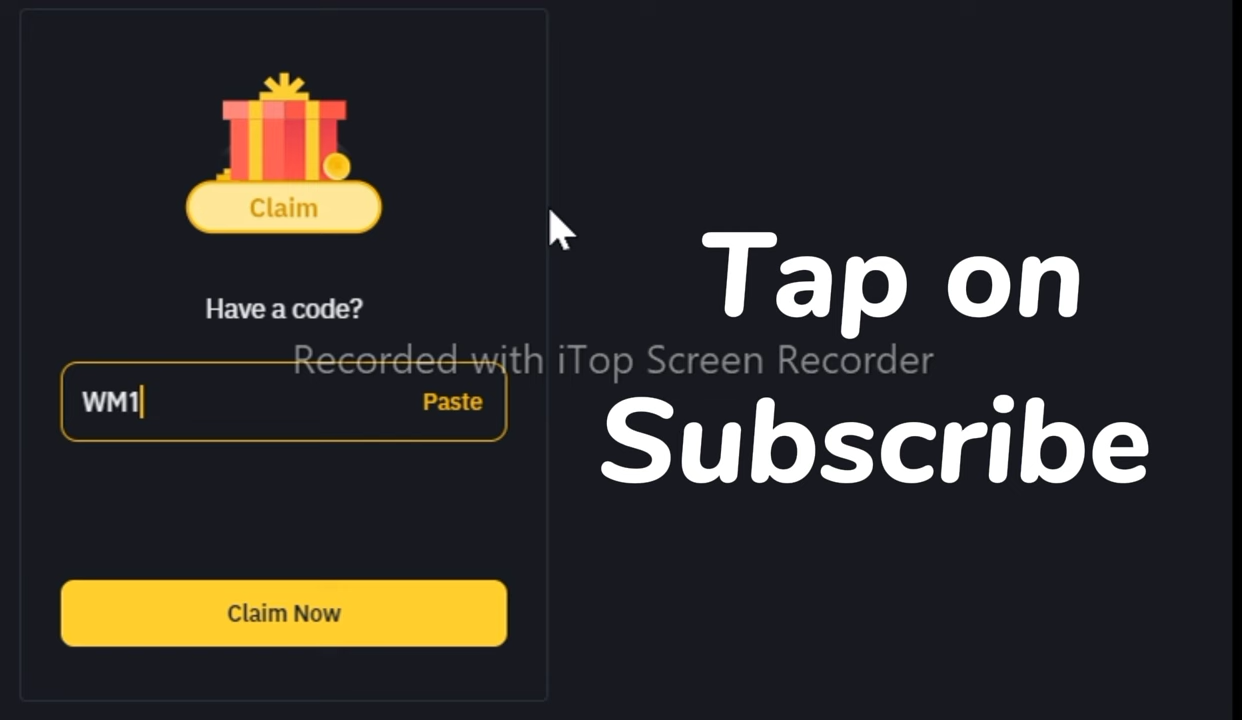 Claim
Have a code?
WM1
Paste
Claim Now
Tap on
Subscribe
Recorded with iTop Screen Recorder